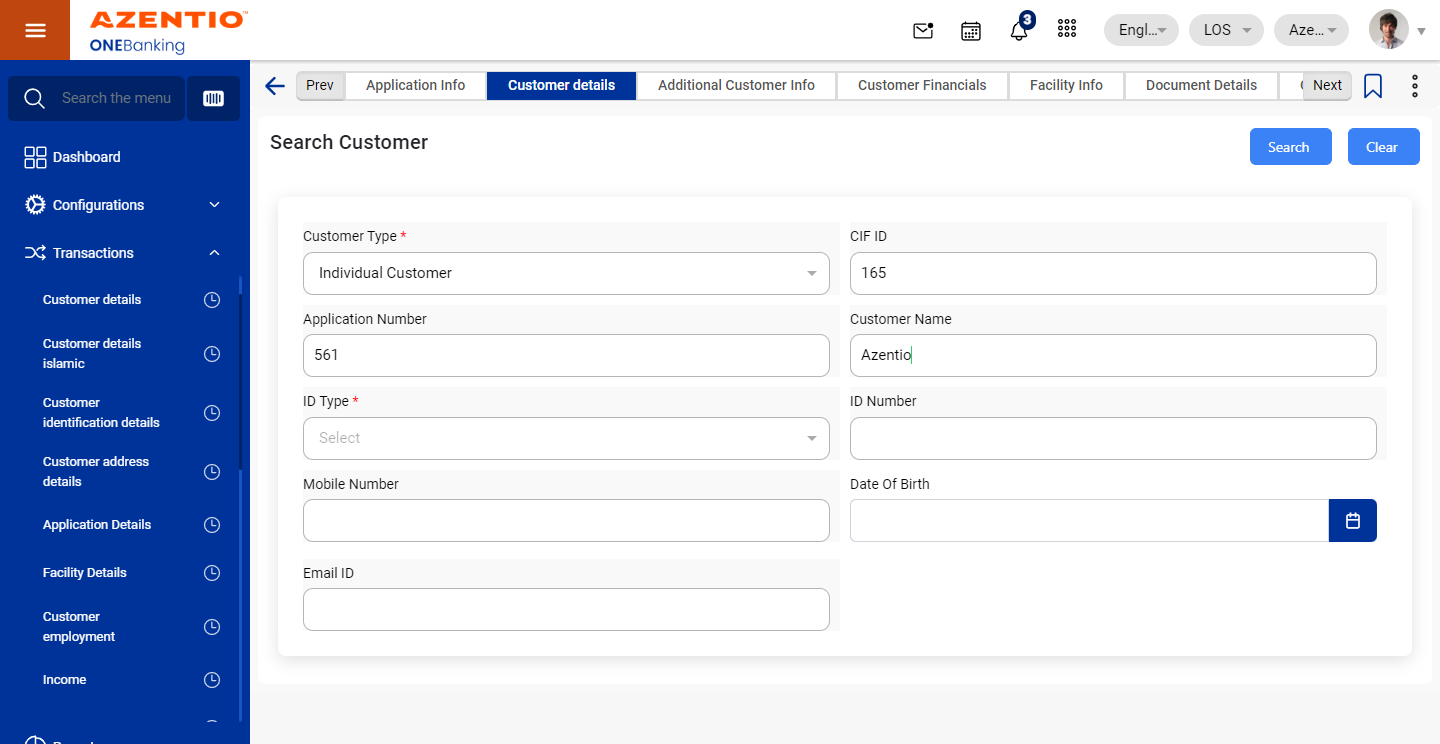 AZENTIO™
ONEBanking
3
Engl...
LOS
Aze...
Search the menu
Prev
Application Info
Customer details
Additional Customer Info
Customer Financials
Facility Info
Document Details
Next
Dashboard
Configurations
Transactions
Customer details
Customer details
islamic
Customer
identification details
Customer address
details
Application Details
Facility Details
Customer
employment
Income
Search Customer
Search
Clear
Customer Type *
Individual Customer
CIF ID
165
Application Number
561
Customer Name
Azentio
ID Type *
Select
ID Number
Mobile Number
Date Of Birth
Email ID